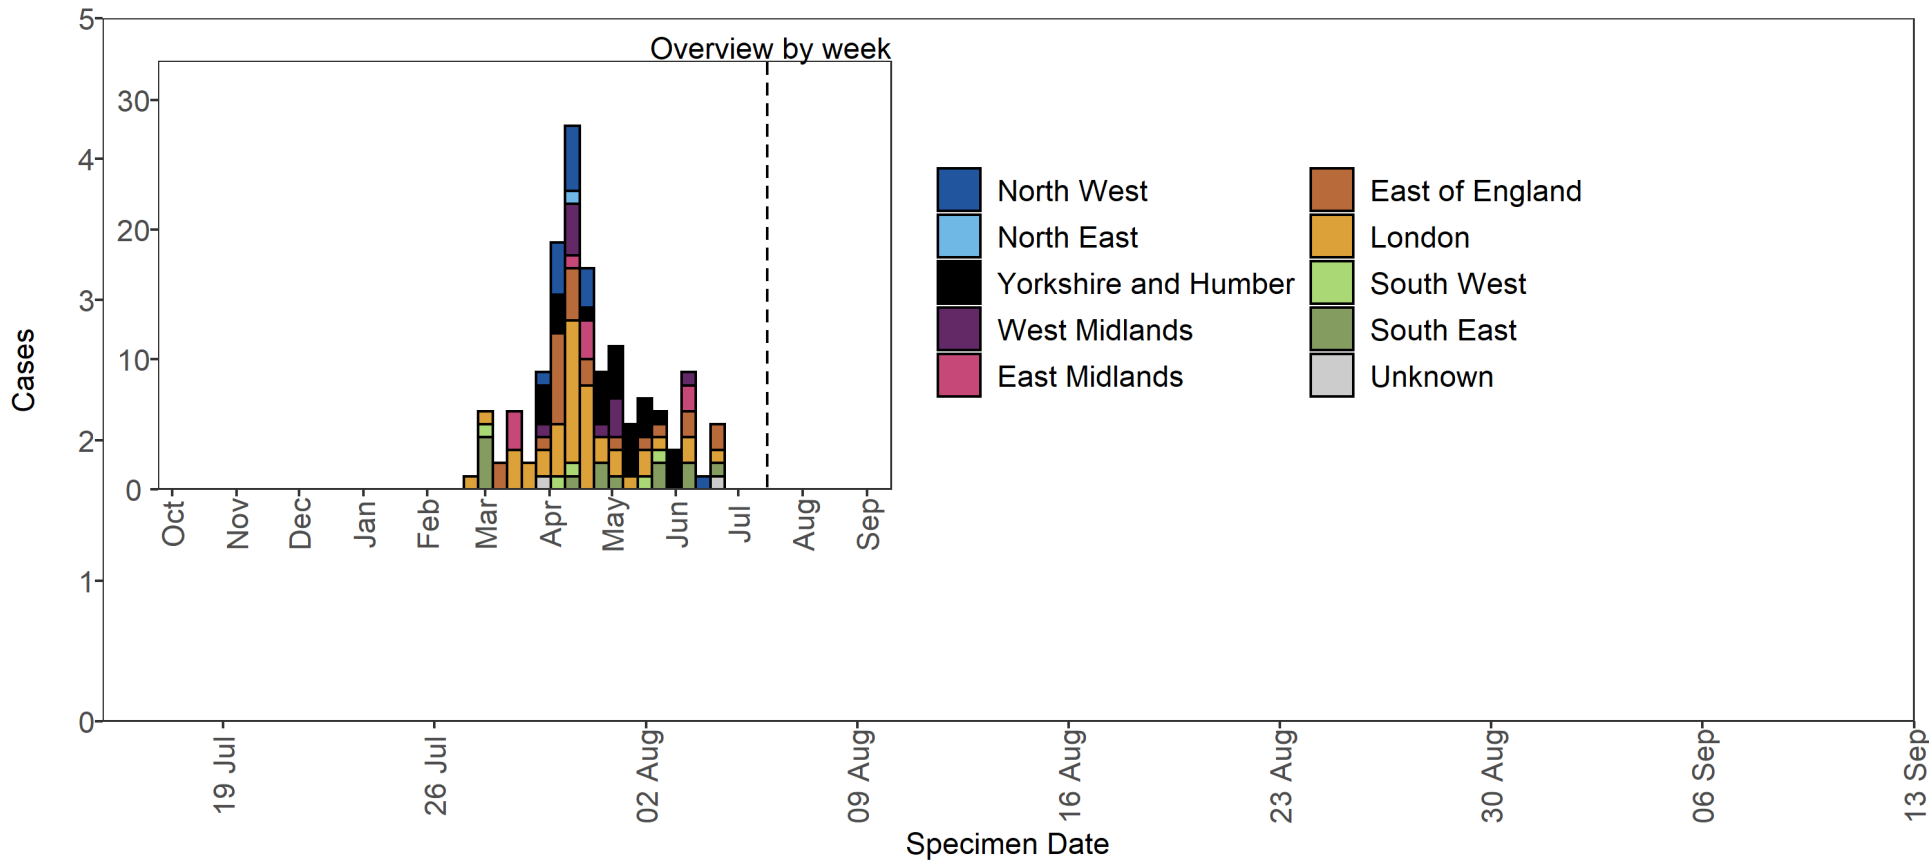 Overview by week
5
4
3
2
1
0
Cases
30
20
10
0
Oct
Nov
Dec
Jan
Feb
Mar
Apr
May
Jun
Jul
Aug
Sep
North West
North East
Yorkshire and Humber
West Midlands
East Midlands
East of England
London
South West
South East
Unknown
19 Jul
26 Jul
02 Aug
09 Aug
16 Aug
23 Aug
30 Aug
06 Sep
13 Sep
Specimen Date